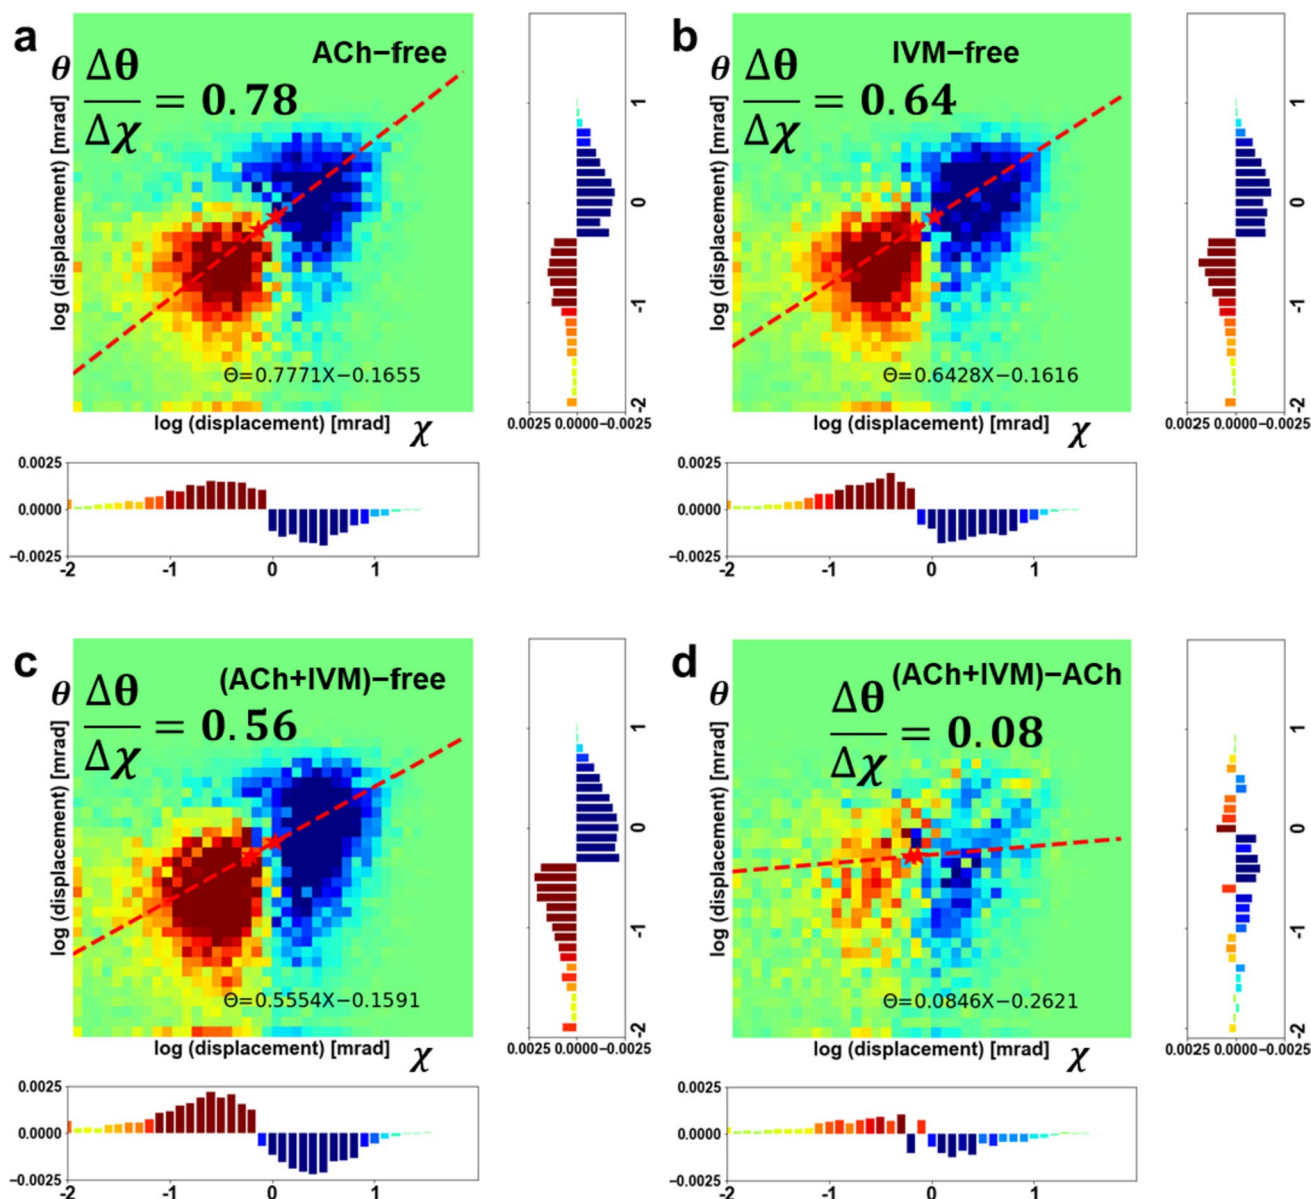 a
ACh−free
θ
Δθ
Δχ
= 0.78
log (displacement) [mrad]
Θ=0.7771X−0.1655
log (displacement) [mrad] χ
1
0
-1
-2
0.0025 0.0000−0.0025
0.0025
0.0000
−0.0025
-2 -1 0 1
b
IVM−free
θ
Δθ
Δχ
= 0.64
log (displacement) [mrad]
Θ=0.6428X−0.1616
log (displacement) [mrad] χ
1
0
-1
-2
0.0025 0.0000−0.0025
0.0025
0.0000
−0.0025
-2 -1 0 1
c
(ACh+IVM)−free
θ
Δθ
Δχ
= 0.56
log (displacement) [mrad]
Θ=0.5554X−0.1591
log (displacement) [mrad] χ
1
0
-1
-2
0.0025 0.0000−0.0025
0.0025
0.0000
−0.0025
-2 -1 0 1
d
(ACh+IVM)−ACh
θ
Δθ
Δχ
= 0.08
log (displacement) [mrad]
Θ=0.0846X−0.2621
log (displacement) [mrad] χ
1
0
-1
-2
0.0025 0.0000−0.0025
0.0025
0.0000
−0.0025
-2 -1 0 1